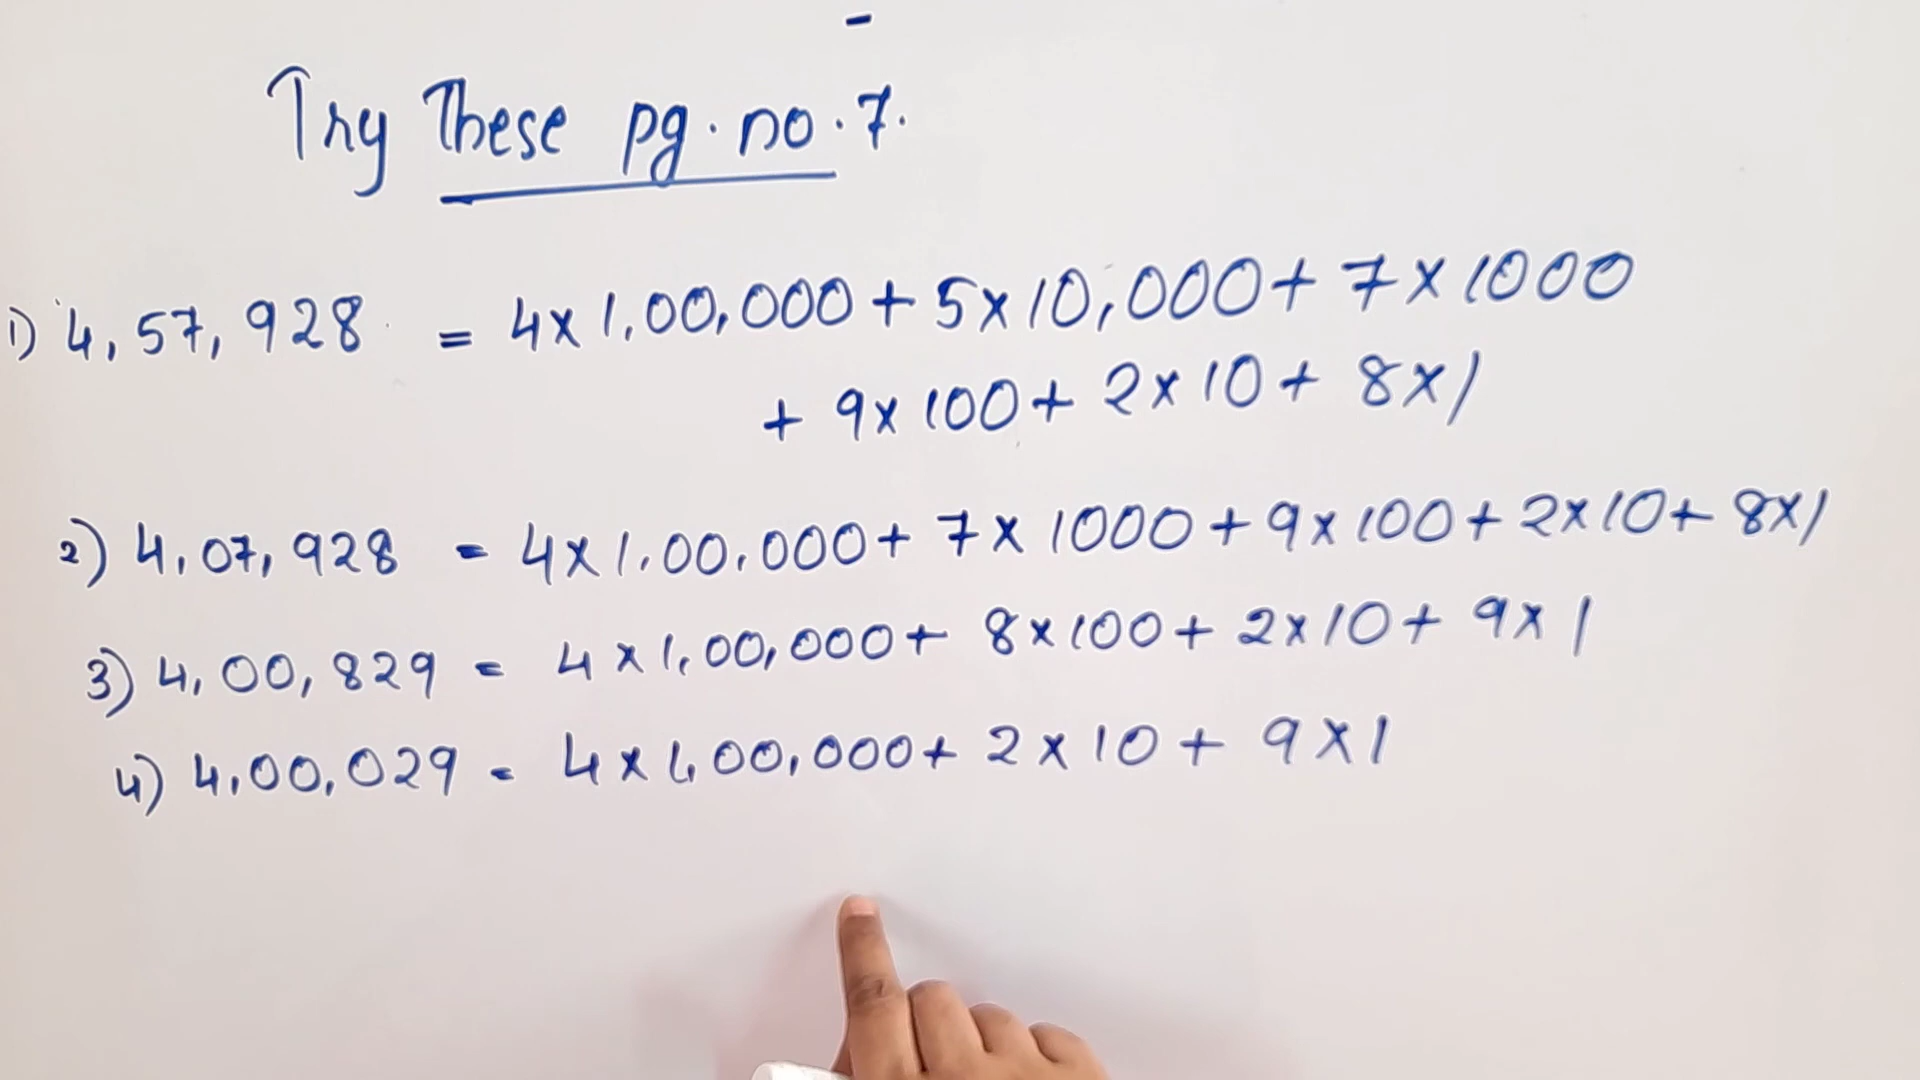 Try These pg. no. 7.
1) 4,57,928 = 4x1,00,000 + 5x10,000 + 7x1000
+ 9x100 + 2x10 + 8x1
2) 4,07,928 = 4x1,00,000 + 7x1000 + 9x100 + 2x10 + 8x1
3) 4,00,829 = 4x1,00,000 + 8x100 + 2x10 + 9x1
4) 4,00,029 = 4x1,00,000 + 2x10 + 9x1